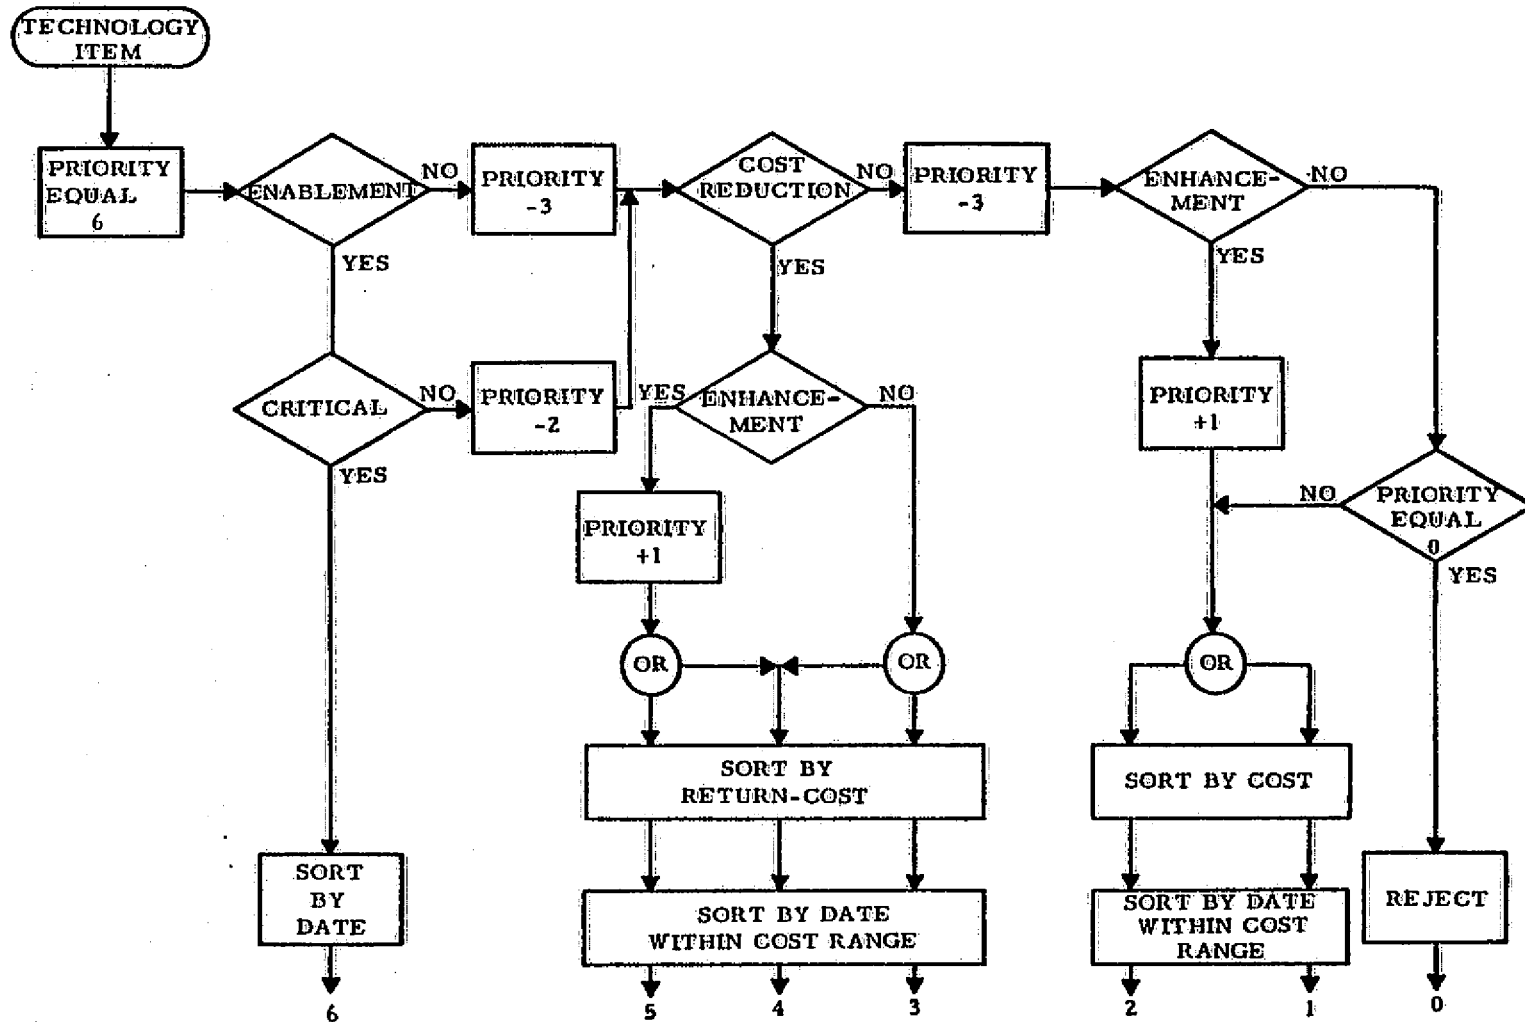 TECHNOLOGY
ITEM
PRIORITY
EQUAL
6
ENABLEMENT
NO
YES
PRIORITY
-3
COST
REDUCTION
NO
YES
PRIORITY
-3
ENHANCE-
MENT
NO
YES
CRITICAL
NO
YES
PRIORITY
-2
YES
ENHANCE-
MENT
NO
PRIORITY
+1
PRIORITY
+1
NO
PRIORITY
EQUAL
0
YES
OR
OR
OR
SORT BY
RETURN-COST
SORT BY COST
SORT
BY
DATE
SORT BY DATE
WITHIN COST RANGE
SORT BY DATE
WITHIN COST
RANGE
REJECT
6
5
4
3
2
1
0